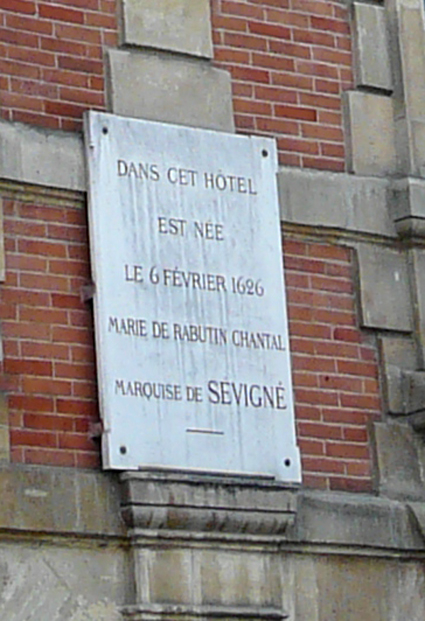 DANS CET HÔTEL
EST NÉE
LE 6 FÉVRIER 1626
MARIE DE RABUTIN CHANTAL
MARQUISE DE SÉVIGNÉ